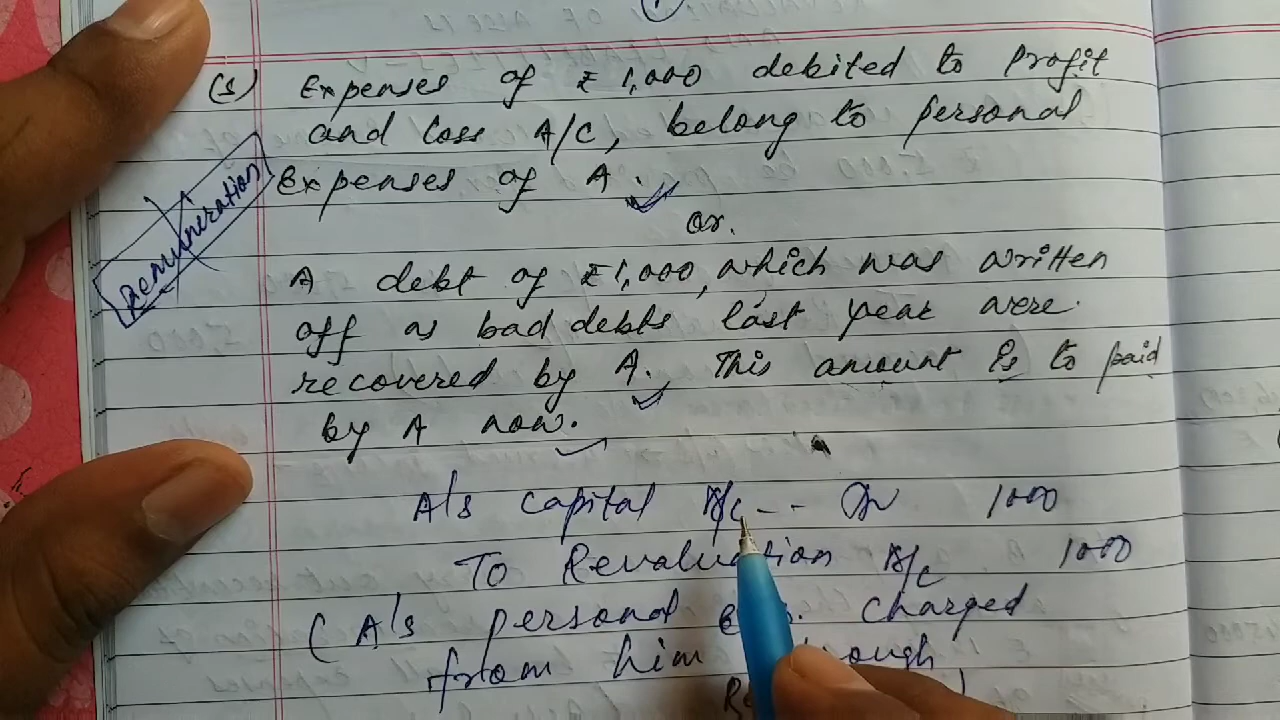 (s) Expenses of ₹1,000 debited to Profit
and loss A/C, belong to personal
Expenses of A.
or.
Remuneration
A debt of ₹1,000, which was written
off as bad debts last year were
recovered by A. This amount is to paid
by A now.
A's capital A/c -- Dr 1000
To Revaluation A/c 1000
(A's personal charged
from him